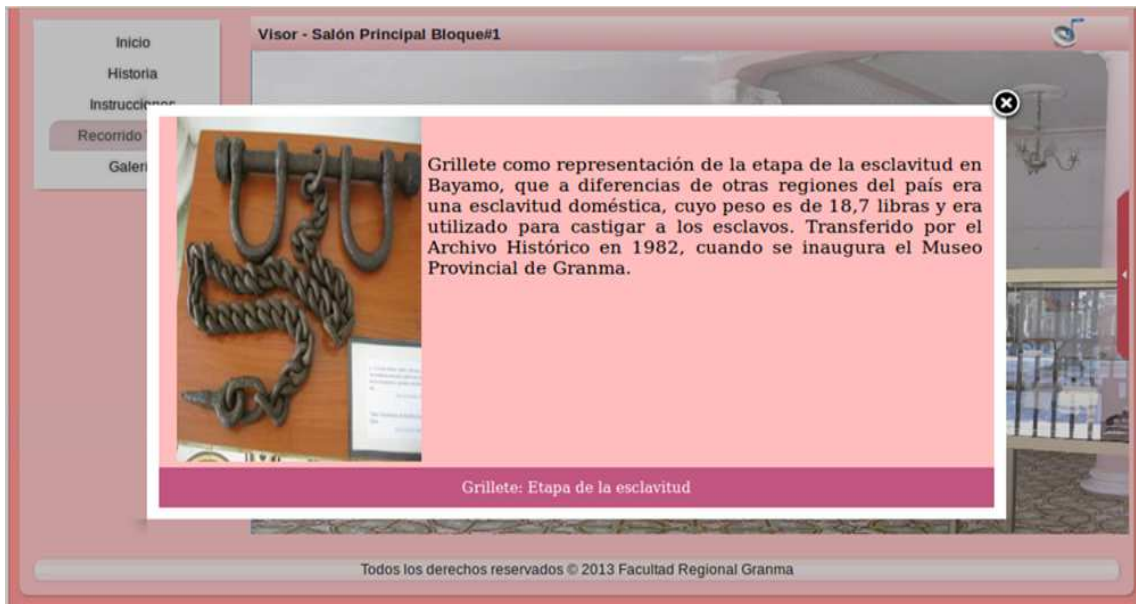 Inicio
Historia
Instrucciones
Recorrido
Galer
Visor - Salón Principal Bloque#1
Grillete como representación de la etapa de la esclavitud en
Bayamo, que a diferencias de otras regiones del país era
una esclavitud doméstica, cuyo peso es de 18,7 libras y era
utilizado para castigar a los esclavos. Transferido por el
Archivo Histórico en 1982, cuando se inaugura el Museo
Provincial de Granma.
Grillete: Etapa de la esclavitud
Todos los derechos reservados © 2013 Facultad Regional Granma